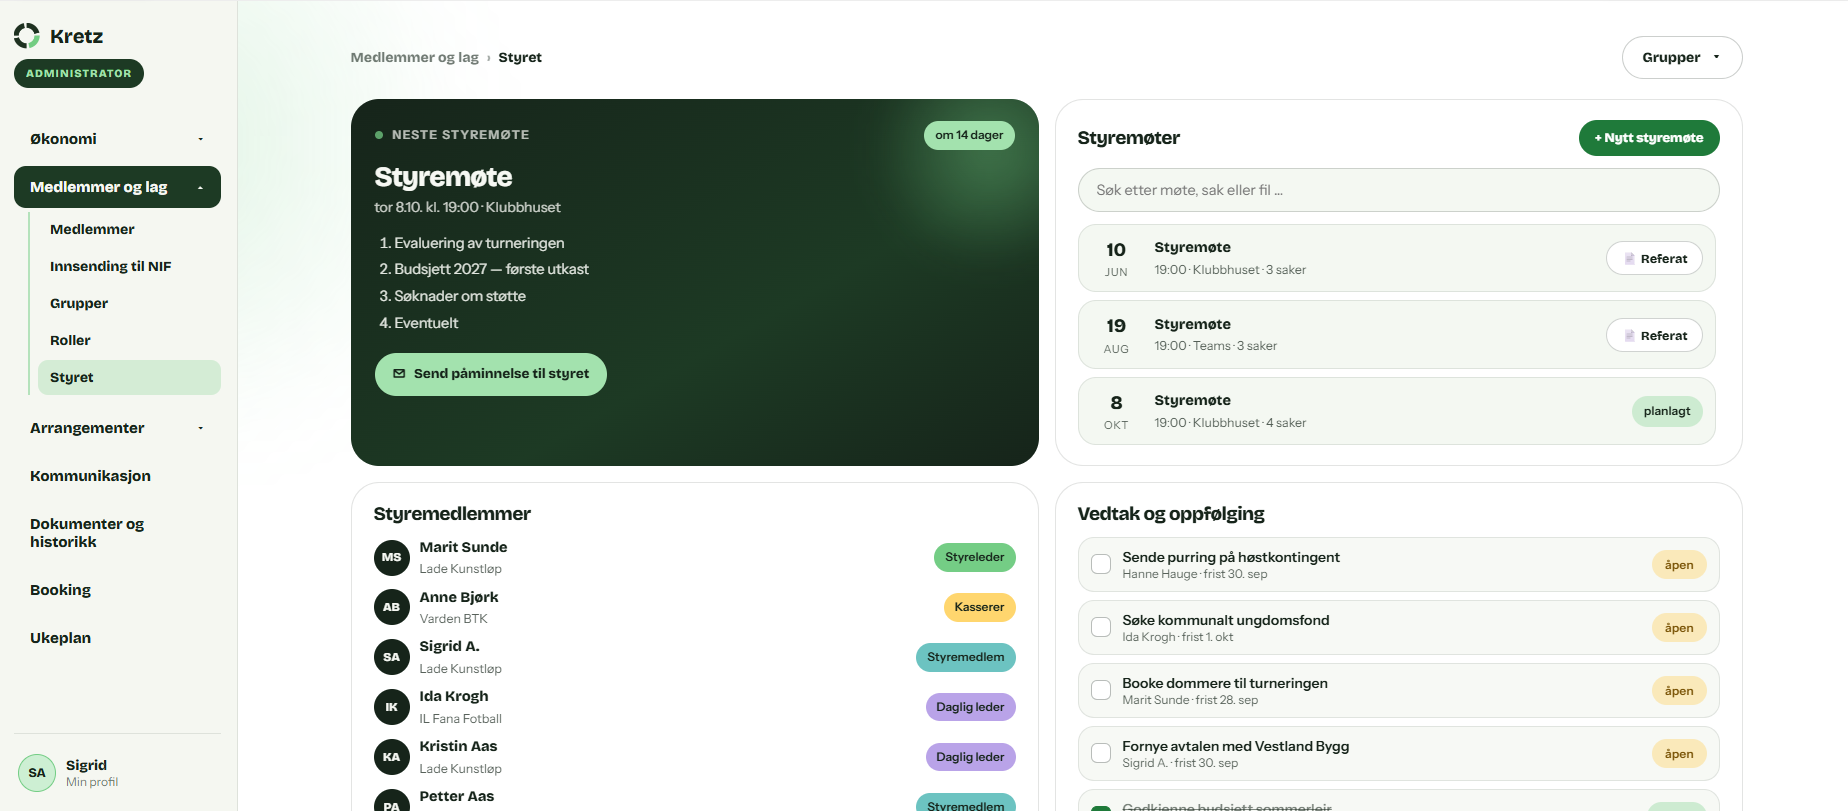 Kretz
ADMINISTRATOR
Økonomi
Medlemmer og lag
Medlemmer
Innsending til NIF
Grupper
Roller
Styret
Arrangementer
Kommunikasjon
Dokumenter og
historikk
Booking
Ukeplan
SA
Sigrid
Min profil
Medlemmer og lag › Styret
Grupper
NESTE STYREMØTE
om 14 dager
Styremøte
tor 8.10. kl. 19:00 · Klubbhuset
1. Evaluering av turneringen
2. Budsjett 2027 — første utkast
3. Søknader om støtte
4. Eventuelt
Send påminnelse til styret
Styremøter
+ Nytt styremøte
Søk etter møte, sak eller fil ...
10
JUN
Styremøte
19:00 · Klubbhuset · 3 saker
Referat
19
AUG
Styremøte
19:00 · Teams · 3 saker
Referat
8
OKT
Styremøte
19:00 · Klubbhuset · 4 saker
planlagt
Styremedlemmer
MS
Marit Sunde
Lade Kunstløp
Styreleder
AB
Anne Bjørk
Varden BTK
Kasserer
SA
Sigrid A.
Lade Kunstløp
Styremedlem
IK
Ida Krogh
IL Fana Fotball
Daglig leder
KA
Kristin Aas
Lade Kunstløp
Daglig leder
PA
Petter Aas
Styremedlem
Vedtak og oppfølging
Sende purring på høstkontingent
Hanne Hauge · frist 30. sep
åpen
Søke kommunalt ungdomsfond
Ida Krogh · frist 1. okt
åpen
Booke dommere til turneringen
Marit Sunde · frist 28. sep
åpen
Fornye avtalen med Vestland Bygg
Sigrid A. · frist 30. sep
åpen
Godkjenne budsjett sommerleir